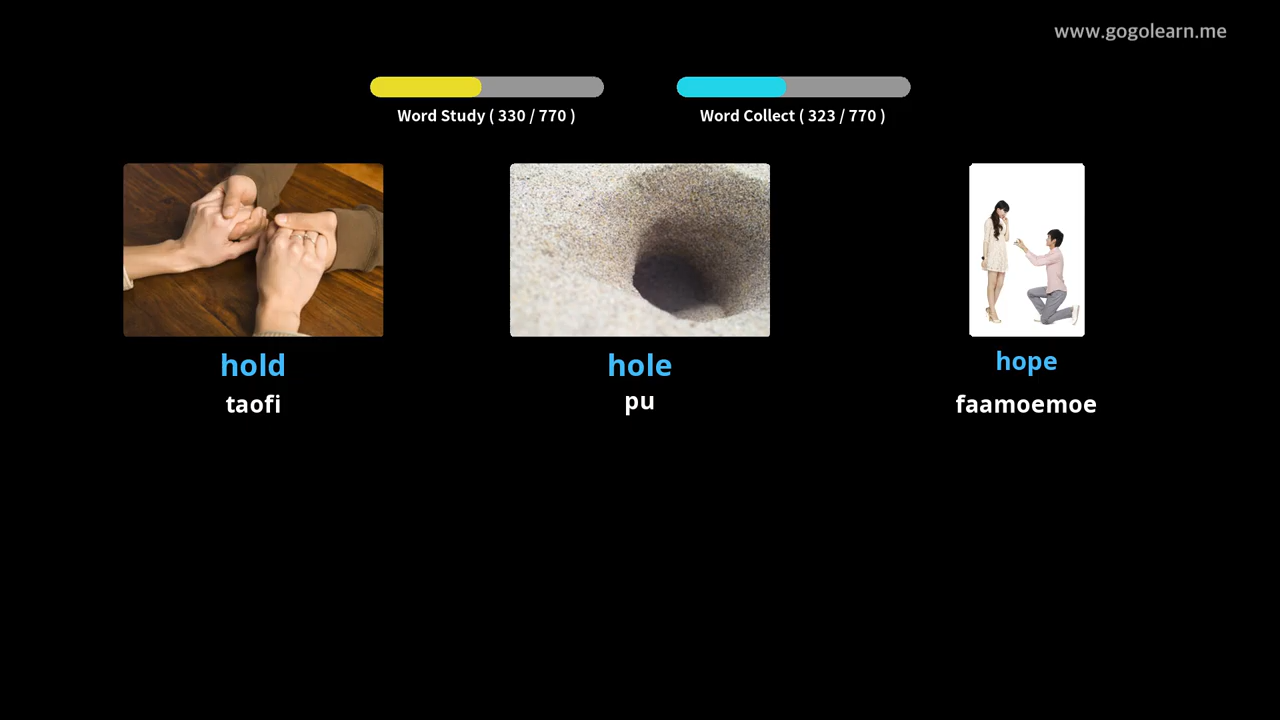 www.gogolearn.me
Word Study ( 330 / 770 )
Word Collect ( 323 / 770 )
hold
hole
hope
taofi
pu
faamoemoe